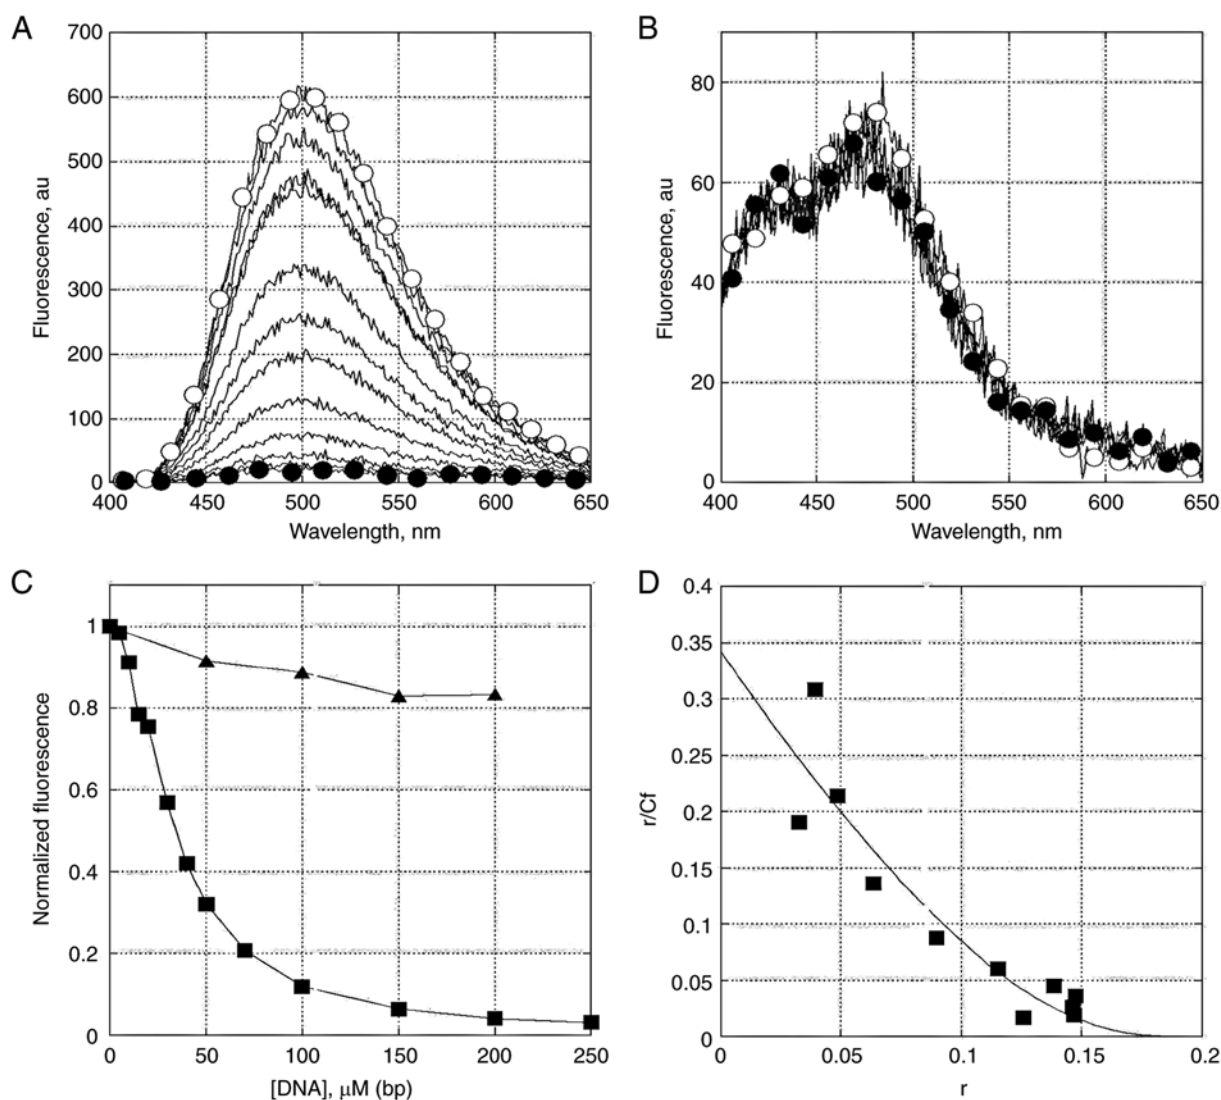 A
700
600
500
400
300
200
100
0
Fluorescence, au
400 450 500 550 600 650
Wavelength, nm
B
80
60
40
20
0
Fluorescence, au
400 450 500 550 600 650
Wavelength, nm
C
1
0.8
0.6
0.4
0.2
0
Normalized fluorescence
0 50 100 150 200 250
[DNA], μM (bp)
D
0.4
0.35
0.3
0.25
0.2
0.15
0.1
0.05
0
r/Cf
0 0.05 0.1 0.15 0.2
r